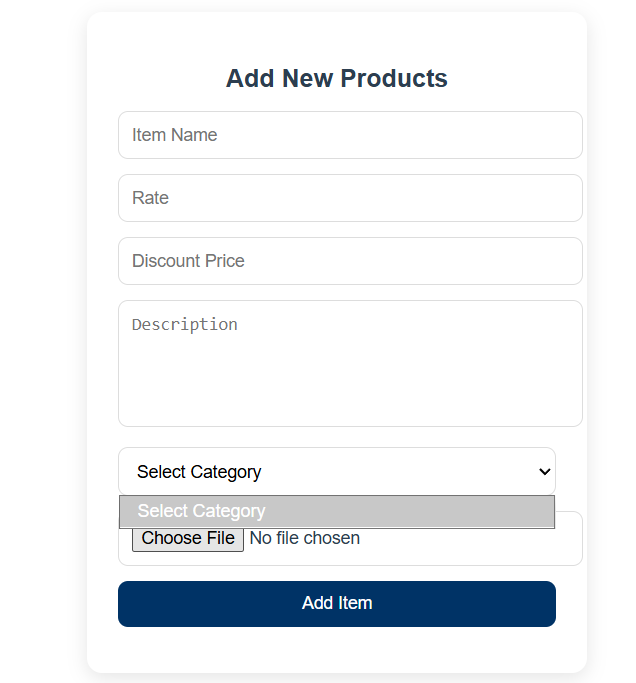 Add New Products
Item Name
Rate
Discount Price
Description
Select Category
Select Category
Choose File No file chosen
Add Item